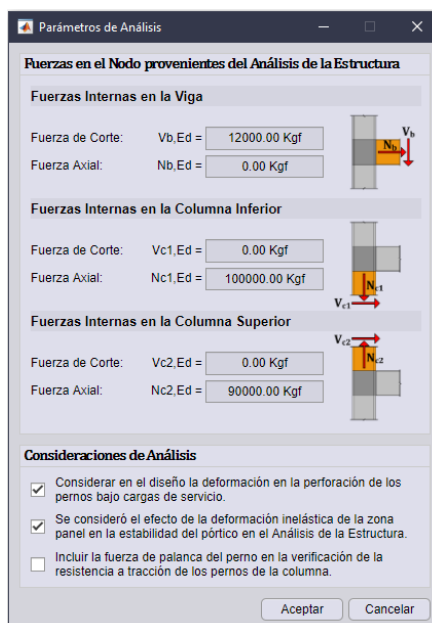 Parámetros de Análisis
Fuerzas en el Nodo provenientes del Análisis de la Estructura
Fuerzas Internas en la Viga
Fuerza de Corte: Vb,Ed = 12000.00 Kgf
Fuerza Axial: Nb,Ed = 0.00 Kgf
Vb
Nb
Fuerzas Internas en la Columna Inferior
Fuerza de Corte: Vc1,Ed = 0.00 Kgf
Fuerza Axial: Nc1,Ed = 100000.00 Kgf
Nc1
Vc1
Fuerzas Internas en la Columna Superior
Vc2
Fuerza de Corte: Vc2,Ed = 0.00 Kgf
Nc2
Fuerza Axial: Nc2,Ed = 90000.00 Kgf
Consideraciones de Análisis
Considerar en el diseño la deformación en la perforación de los
pernos bajo cargas de servicio.
Se consideró el efecto de la deformación inelástica de la zona
panel en la estabilidad del pórtico en el Análisis de la Estructura.
Incluir la fuerza de palanca del perno en la verificación de la
resistencia a tracción de los pernos de la columna.
Aceptar Cancelar